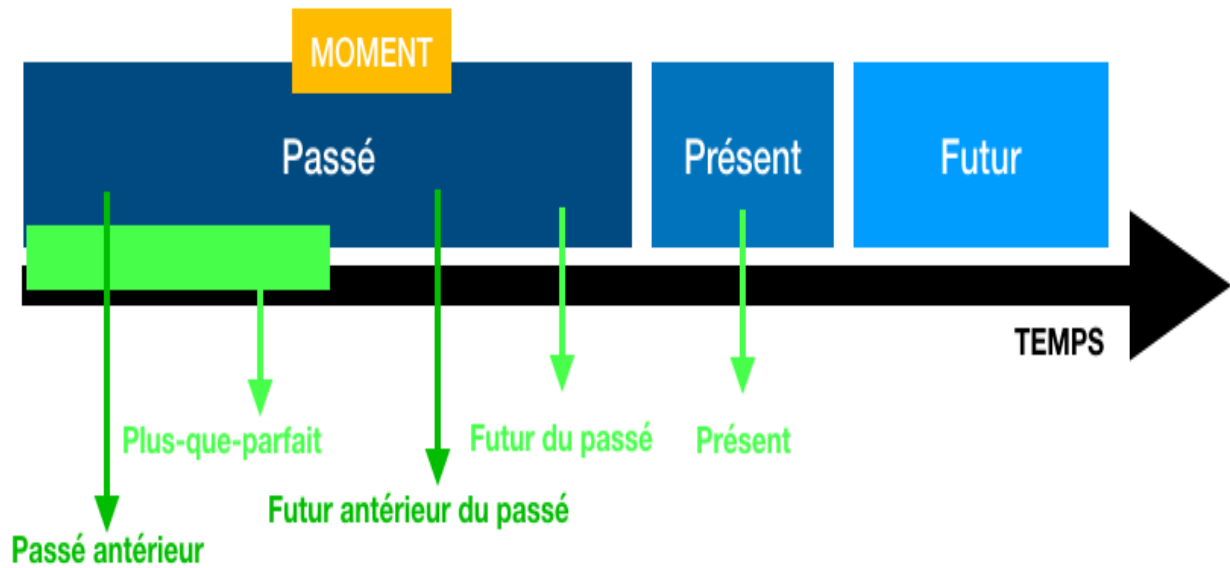 MOMENT
Passé
Présent
Futur
TEMPS
Plus-que-parfait
Futur du passé
Présent
Futur antérieur du passé
Passé antérieur